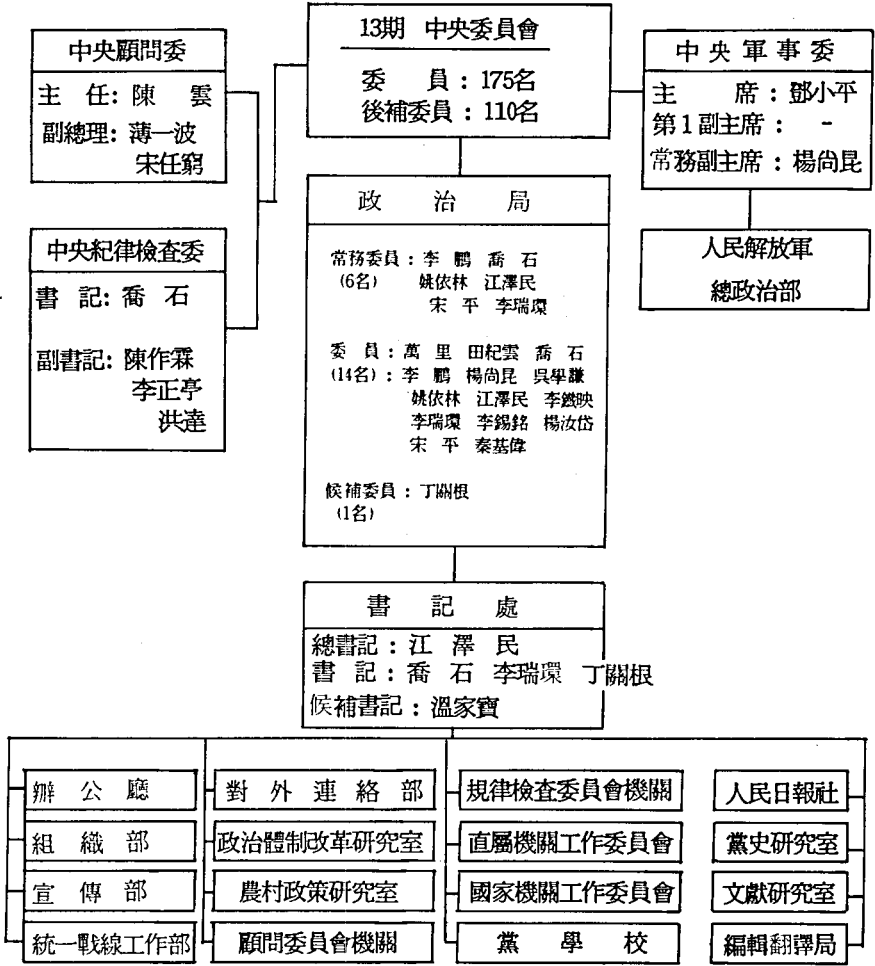 13期 中央委員會
委 員 : 175名
後補委員 : 110名
中央顧問委
主 任: 陳 雲
副總理: 薄一波
宋任窮
中央紀律檢查委
書 記: 喬 石
副書記: 陳作霖
李正亭
洪達
中央軍事委
主 席 : 鄧小平
第1副主席 : -
常務副主席 : 楊尙昆
人民解放軍
總政治部
政 治 局
常務委員 : 李 鵬 喬 石
(6名) 姚依林 江澤民
宋 平 李瑞環
委 員 : 萬 里 田紀雲 喬 石
(14名) : 李 鵬 楊尙昆 吳學謙
姚依林 江澤民 李鐵映
李瑞環 李錫銘 楊汝岱
宋 平 秦基偉
候補委員 : 丁關根
(1名)
書 記 處
總書記 : 江 澤 民
書 記 : 喬 石 李瑞環 丁關根
候補書記 : 溫家寶
辦 公 廳
組 織 部
宣 傳 部
統一戰線工作部
對 外 連 絡 部
政治體制改革硏究室
農村政策硏究室
顧問委員會機關
規律檢查委員會機關
直屬機關工作委員會
國家機關工作委員會
黨 學 校
人民日報社
黨史硏究室
文獻硏究室
編輯翻譯局